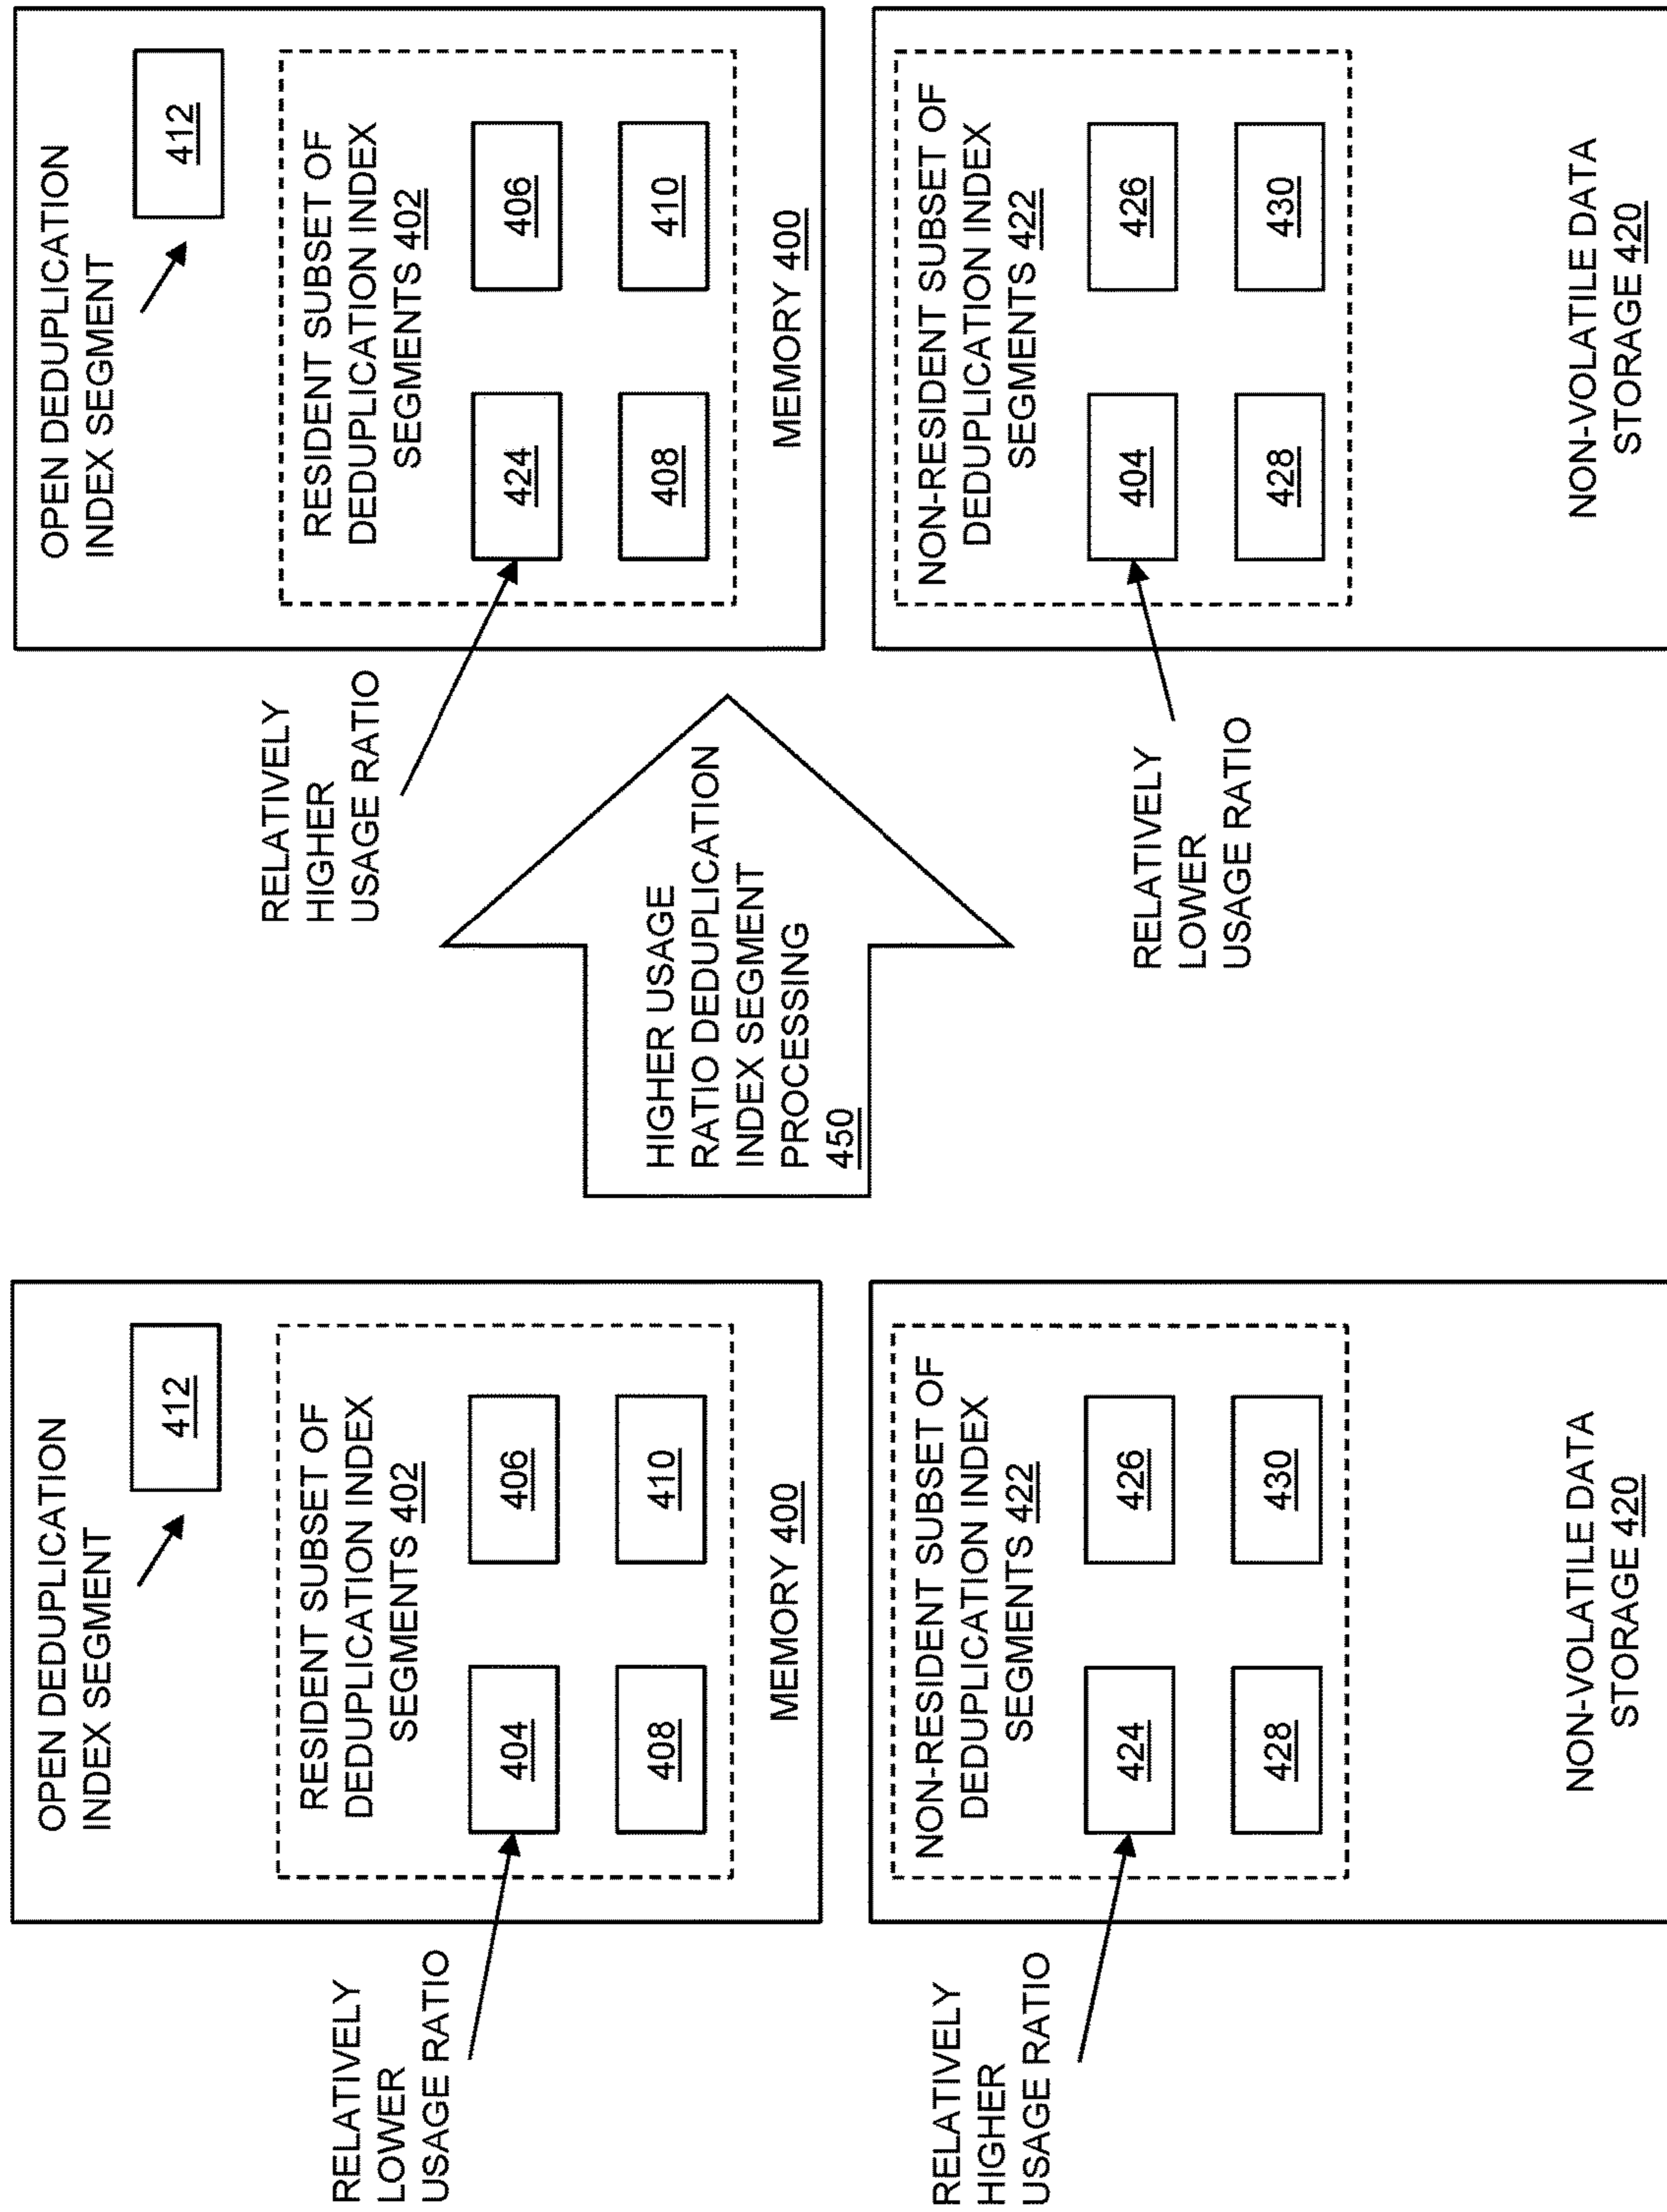 OPEN DEDUPLICATION
INDEX SEGMENT
412
RESIDENT SUBSET OF
DEDUPLICATION INDEX
SEGMENTS 402
404
406
408
410
MEMORY 400
RELATIVELY
LOWER
USAGE RATIO
NON-RESIDENT SUBSET OF
DEDUPLICATION INDEX
SEGMENTS 422
424
426
428
430
NON-VOLATILE DATA
STORAGE 420
RELATIVELY
HIGHER
USAGE RATIO
HIGHER USAGE
RATIO DEDUPLICATION
INDEX SEGMENT
PROCESSING
450
OPEN DEDUPLICATION
INDEX SEGMENT
412
RESIDENT SUBSET OF
DEDUPLICATION INDEX
SEGMENTS 402
424
406
408
410
MEMORY 400
RELATIVELY
HIGHER
USAGE RATIO
NON-RESIDENT SUBSET OF
DEDUPLICATION INDEX
SEGMENTS 422
404
426
428
430
NON-VOLATILE DATA
STORAGE 420
RELATIVELY
LOWER
USAGE RATIO